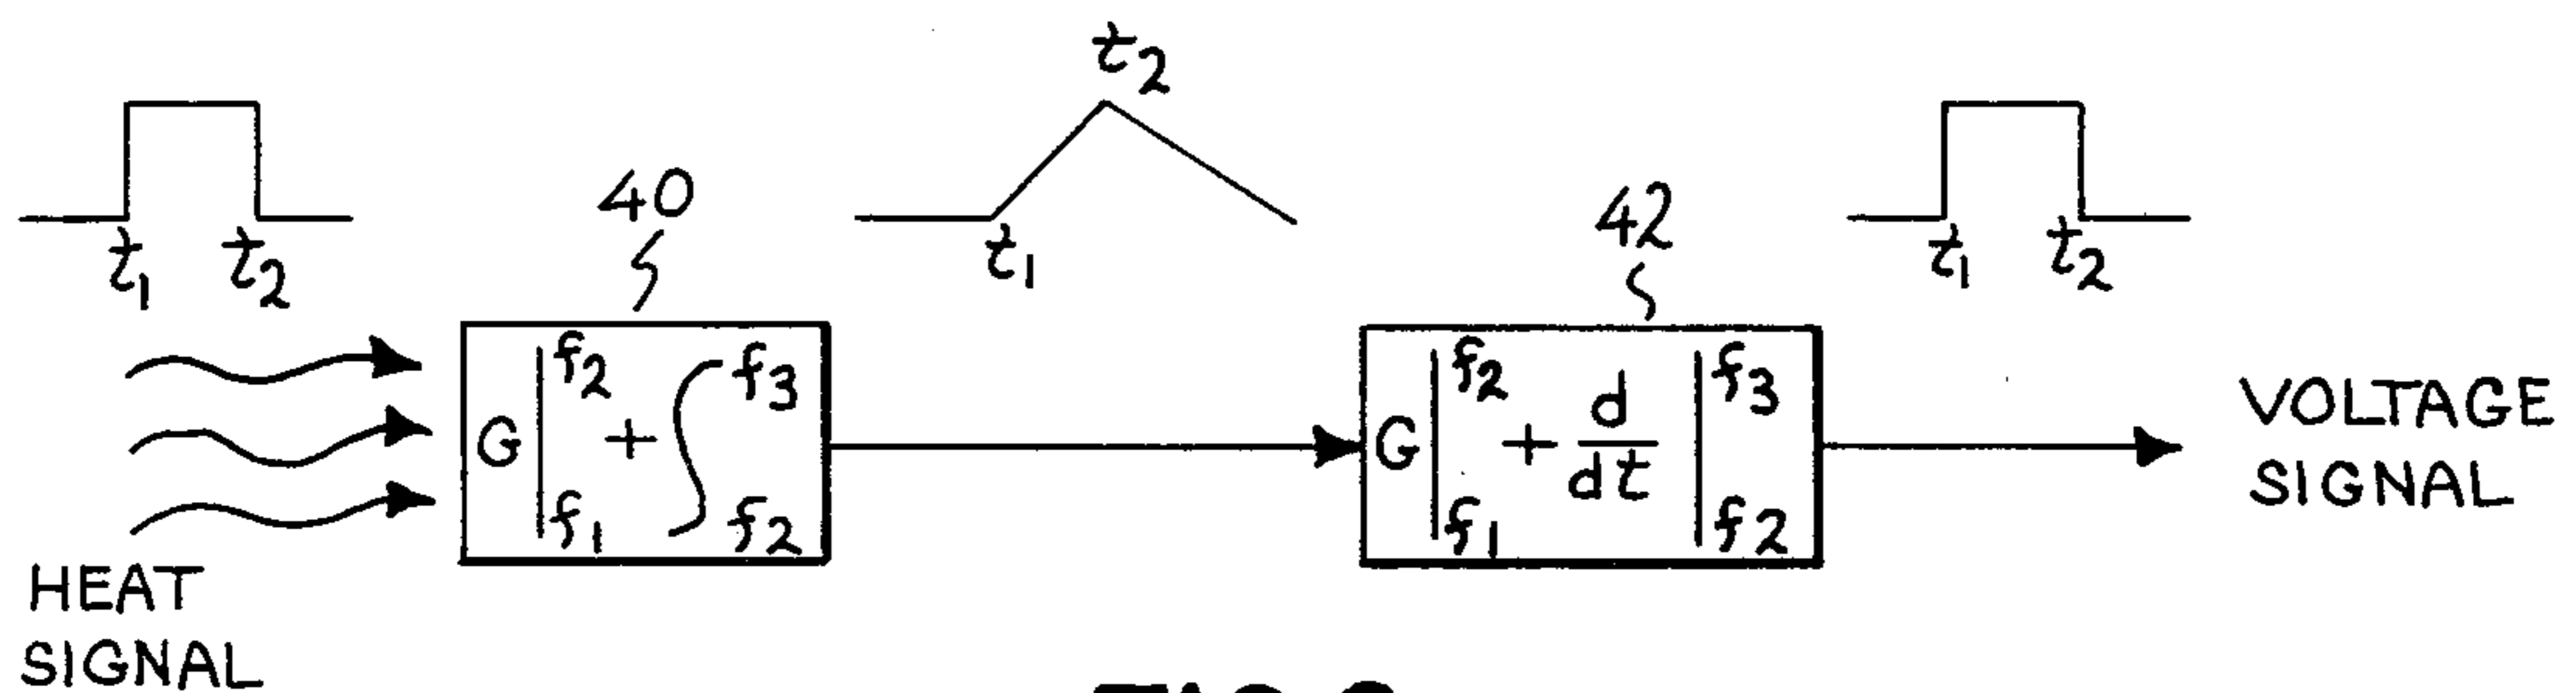 t₂
t₁ t₂
40
t₁
42
t₁ t₂
G |f₂ f₁ + ∫f₃ f₂
G |f₂ f₁ + d/dt |f₃ f₂
VOLTAGE
SIGNAL
HEAT
SIGNAL